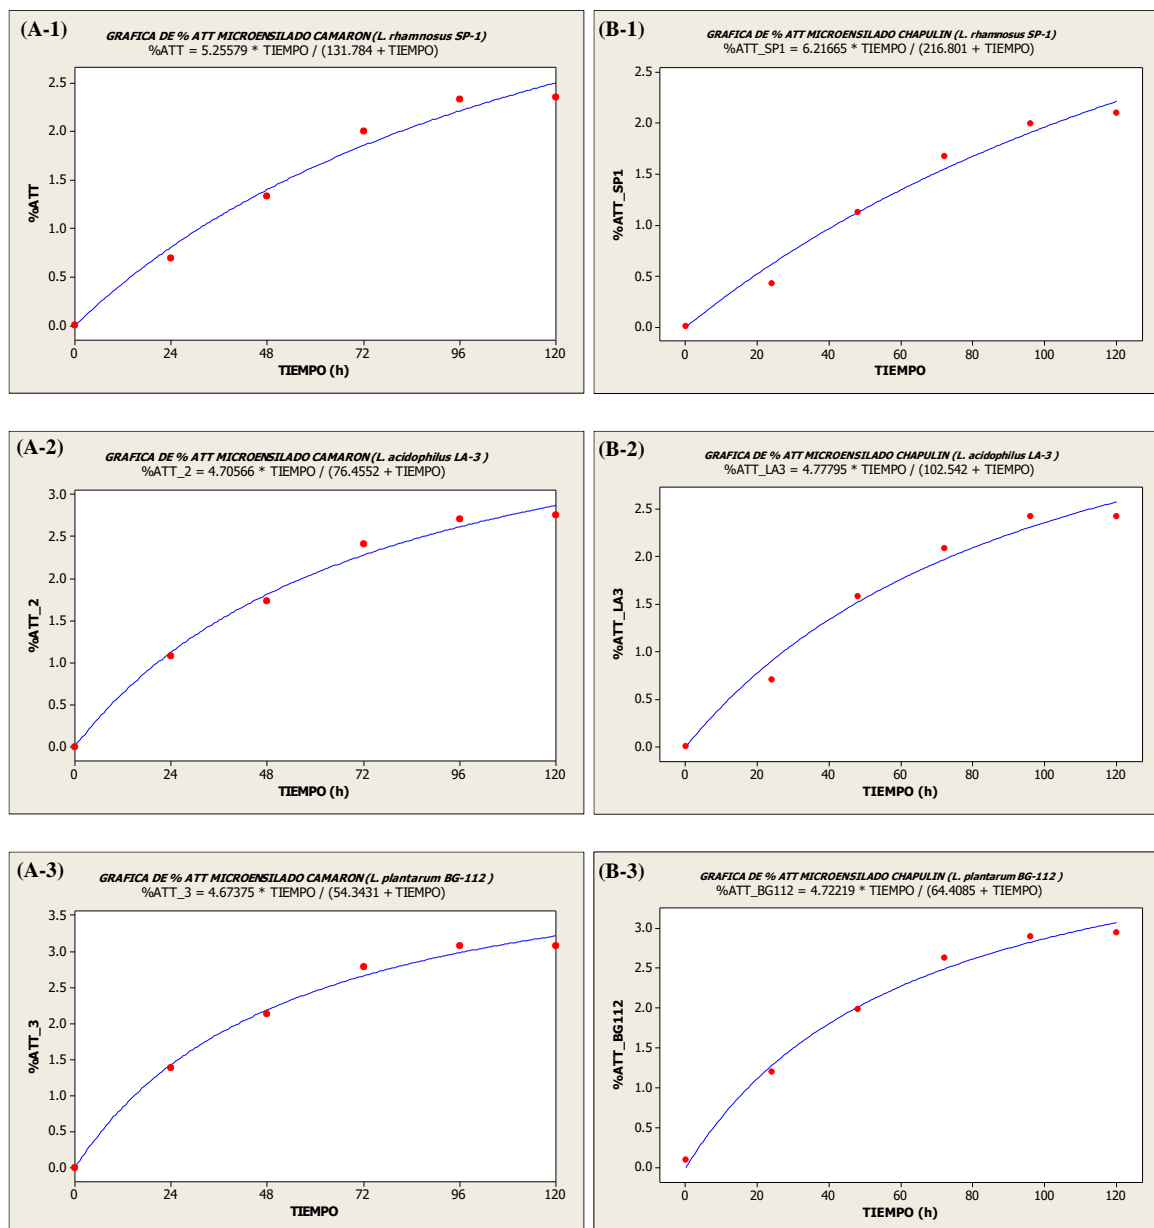 (A-1)
GRAFICA DE % ATT MICROENSILADO CAMARON (L. rhamnosus SP-1)
%ATT = 5.25579 * TIEMPO / (131.784 + TIEMPO)
2.5
2.0
1.5
1.0
0.5
0.0
%ATT
0 24 48 72 96 120
TIEMPO (h)
(B-1)
GRAFICA DE % ATT MICROENSILADO CHAPULIN (L. rhamnosus SP-1)
%ATT_SP1 = 6.21665 * TIEMPO / (216.801 + TIEMPO)
2.5
2.0
1.5
1.0
0.5
0.0
%ATT_SP1
0 20 40 60 80 100 120
TIEMPO
(A-2)
GRAFICA DE % ATT MICROENSILADO CAMARON (L. acidophilus LA-3 )
%ATT_2 = 4.70566 * TIEMPO / (76.4552 + TIEMPO)
3.0
2.5
2.0
1.5
1.0
0.5
0.0
%ATT_2
0 24 48 72 96 120
TIEMPO (h)
(B-2)
GRAFICA DE % ATT MICROENSILADO CHAPULIN (L. acidophilus LA-3 )
%ATT_LA3 = 4.77795 * TIEMPO / (102.542 + TIEMPO)
2.5
2.0
1.5
1.0
0.5
0.0
%ATT_LA3
0 20 40 60 80 100 120
TIEMPO (h)
(A-3)
GRAFICA DE % ATT MICROENSILADO CAMARON (L. plantarum BG-112 )
%ATT_3 = 4.67375 * TIEMPO / (54.3431 + TIEMPO)
3.5
3.0
2.5
2.0
1.5
1.0
0.5
0.0
%ATT_3
0 24 48 72 96 120
TIEMPO
(B-3)
GRAFICA DE % ATT MICROENSILADO CHAPULIN (L. plantarum BG-112 )
%ATT_BG112 = 4.72219 * TIEMPO / (64.4085 + TIEMPO)
3.0
2.5
2.0
1.5
1.0
0.5
0.0
%ATT_BG112
0 20 40 60 80 100 120
TIEMPO (h)